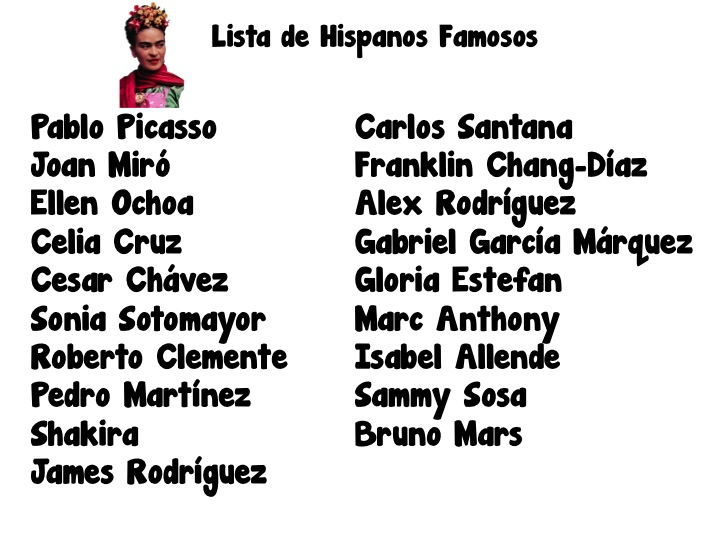 Lista de Hispanos Famosos
Pablo Picasso
Joan Miró
Ellen Ochoa
Celia Cruz
Cesar Chávez
Sonia Sotomayor
Roberto Clemente
Pedro Martínez
Shakira
James Rodríguez
Carlos Santana
Franklin Chang-Díaz
Alex Rodríguez
Gabriel García Márquez
Gloria Estefan
Marc Anthony
Isabel Allende
Sammy Sosa
Bruno Mars